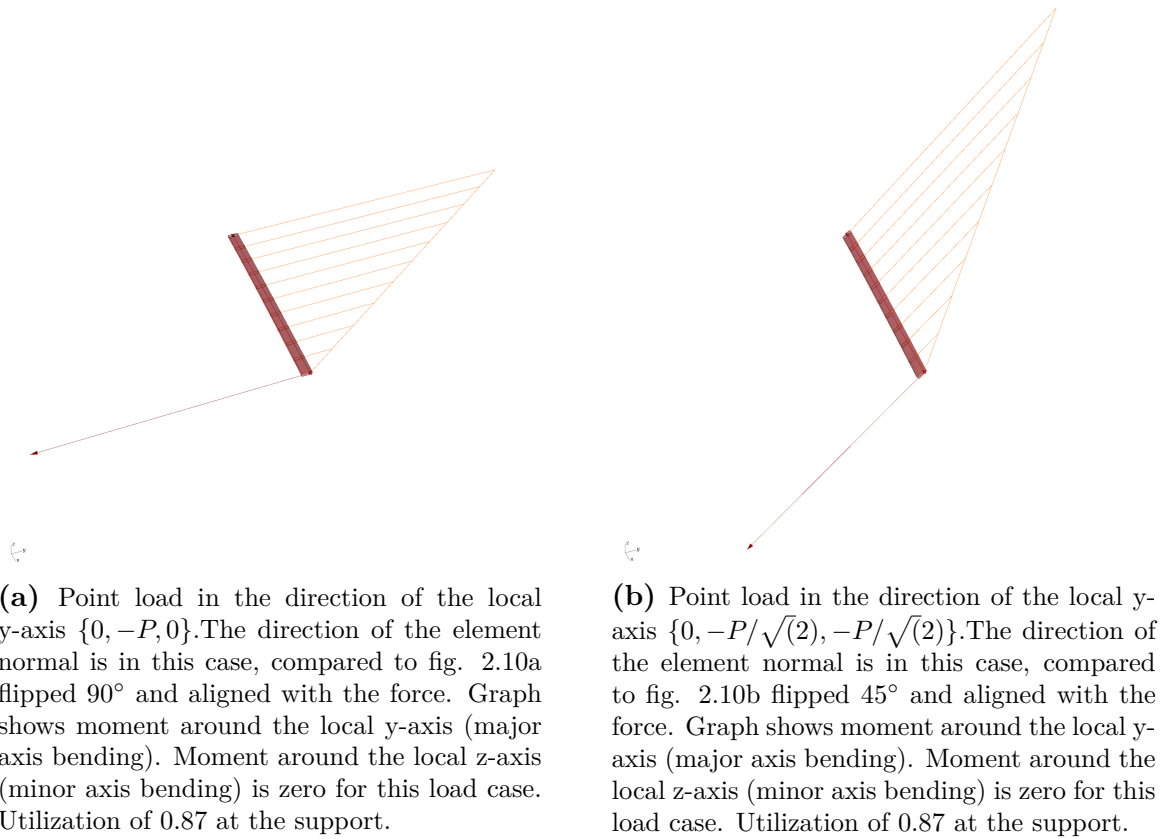 z
y
x
z
y
x
(a) Point load in the direction of the local
y-axis {0, −P, 0}.The direction of the element
normal is in this case, compared to fig. 2.10a
flipped 90° and aligned with the force. Graph
shows moment around the local y-axis (major
axis bending). Moment around the local z-axis
(minor axis bending) is zero for this load case.
Utilization of 0.87 at the support.
(b) Point load in the direction of the local y-
axis {0, −P/√(2), −P/√(2)}.The direction of
the element normal is in this case, compared
to fig. 2.10b flipped 45° and aligned with the
force. Graph shows moment around the local y-
axis (major axis bending). Moment around the
local z-axis (minor axis bending) is zero for this
load case. Utilization of 0.87 at the support.